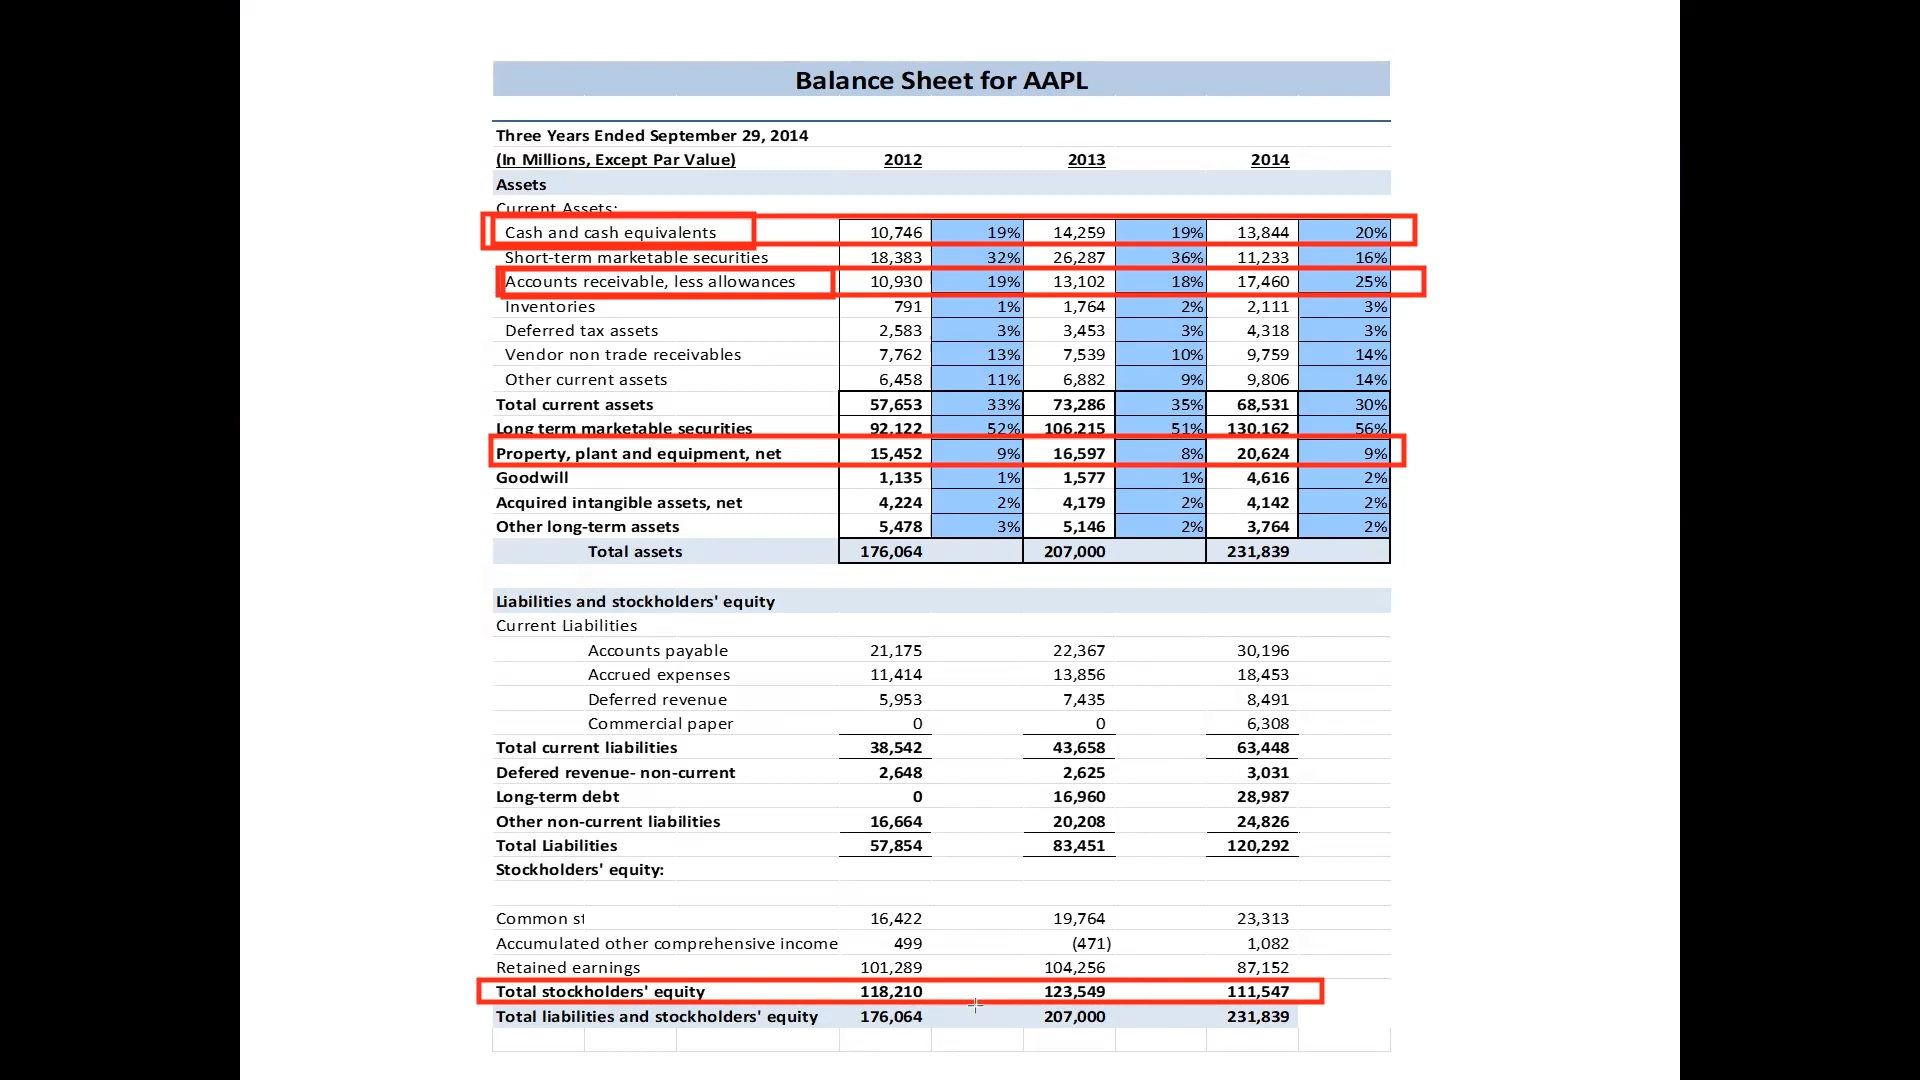 Balance Sheet for AAPL
Three Years Ended September 29, 2014
(In Millions, Except Par Value) 2012 2013 2014
Assets
Current Assets:
Cash and cash equivalents 10,746 19% 14,259 19% 13,844 20%
Short-term marketable securities 18,383 32% 26,287 36% 11,233 16%
Accounts receivable, less allowances 10,930 19% 13,102 18% 17,460 25%
Inventories 791 1% 1,764 2% 2,111 3%
Deferred tax assets 2,583 3% 3,453 3% 4,318 3%
Vendor non trade receivables 7,762 13% 7,539 10% 9,759 14%
Other current assets 6,458 11% 6,882 9% 9,806 14%
Total current assets 57,653 33% 73,286 35% 68,531 30%
Long term marketable securities 92,122 52% 106,215 51% 130,162 56%
Property, plant and equipment, net 15,452 9% 16,597 8% 20,624 9%
Goodwill 1,135 1% 1,577 1% 4,616 2%
Acquired intangible assets, net 4,224 2% 4,179 2% 4,142 2%
Other long-term assets 5,478 3% 5,146 2% 3,764 2%
Total assets 176,064 207,000 231,839
Liabilities and stockholders' equity
Current Liabilities
Accounts payable 21,175 22,367 30,196
Accrued expenses 11,414 13,856 18,453
Deferred revenue 5,953 7,435 8,491
Commercial paper 0 0 6,308
Total current liabilities 38,542 43,658 63,448
Defered revenue- non-current 2,648 2,625 3,031
Long-term debt 0 16,960 28,987
Other non-current liabilities 16,664 20,208 24,826
Total Liabilities 57,854 83,451 120,292
Stockholders' equity:
Common st 16,422 19,764 23,313
Accumulated other comprehensive income 499 (471) 1,082
Retained earnings 101,289 104,256 87,152
Total stockholders' equity 118,210 123,549 111,547
Total liabilities and stockholders' equity 176,064 207,000 231,839